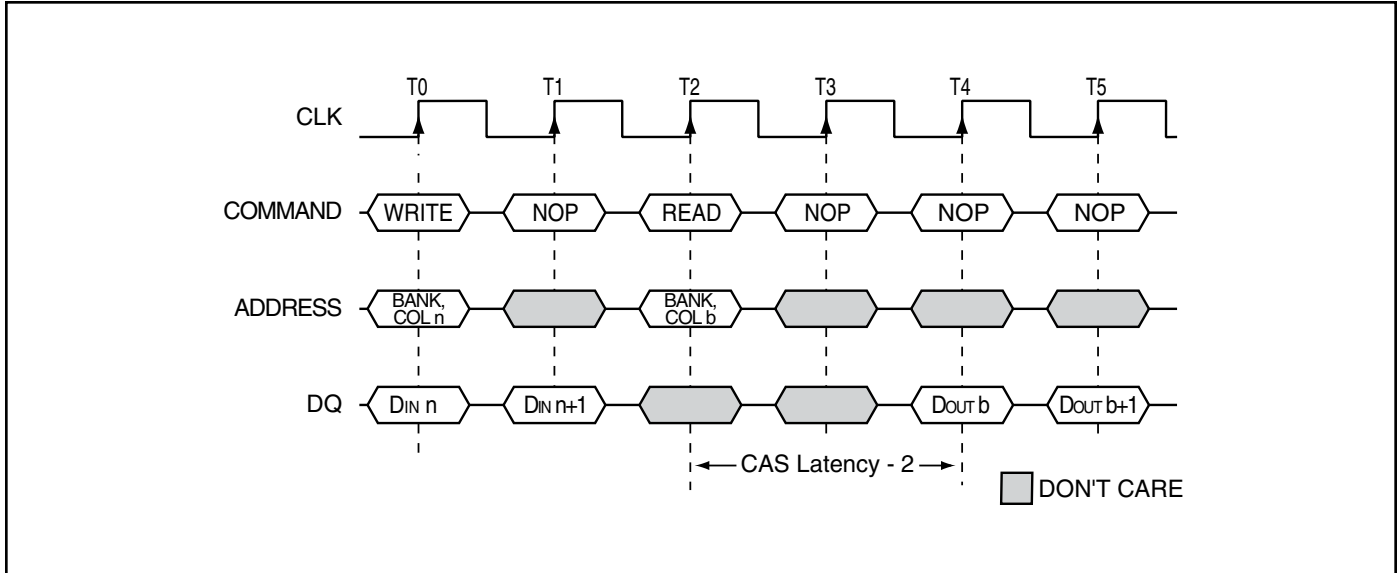 T0 T1 T2 T3 T4 T5
CLK
COMMAND WRITE NOP READ NOP NOP NOP
ADDRESS BANK, COL n BANK, COL b
DQ DIN n DIN n+1 DOUT b DOUT b+1
CAS Latency - 2
DON'T CARE